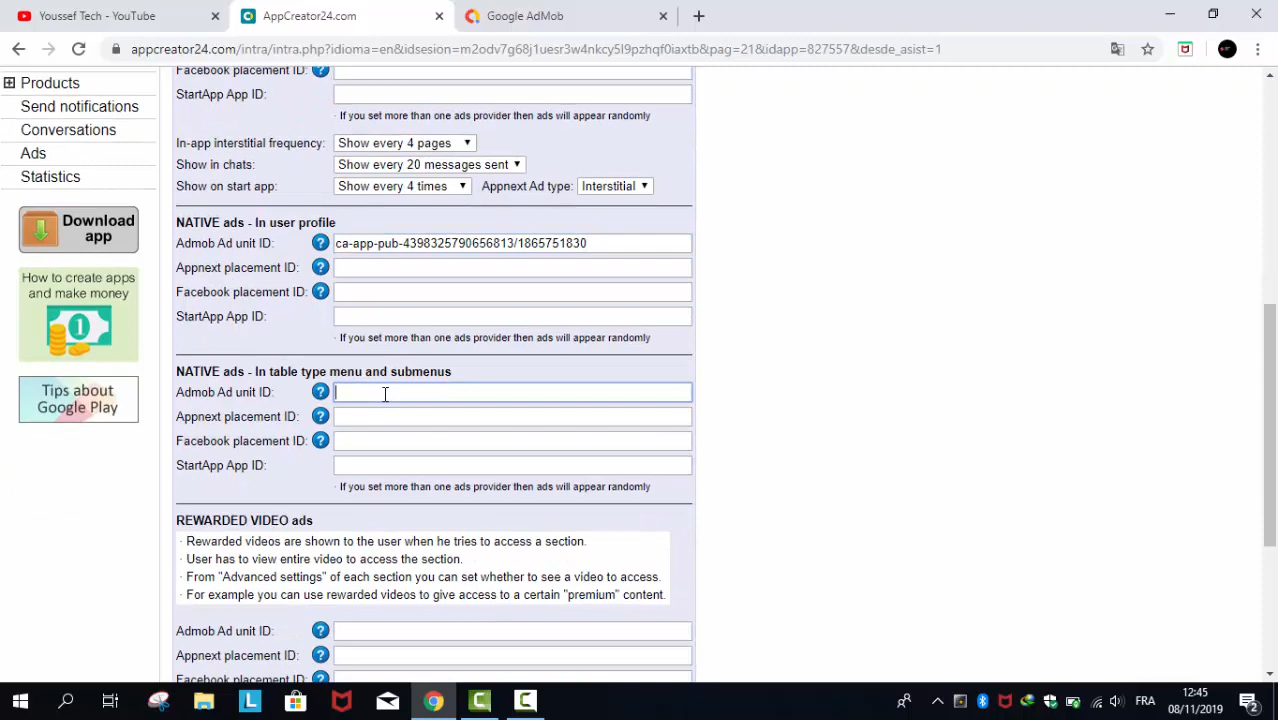 Youssef Tech - YouTube
AppCreator24.com
Google AdMob
appcreator24.com/intra/intra.php?idioma=en&idsesion=m2odv7g68j1uesr3w4nkcy5l9pzhqf0iaxtb&pag=21&idapp=827557&desde_asist=1
Products
Send notifications
Conversations
Ads
Statistics
Download
app
How to create apps
and make money
1
Tips about
Google Play
Facebook placement ID: ?
StartApp App ID:
· If you set more than one ads provider then ads will appear randomly
In-app interstitial frequency: Show every 4 pages
Show in chats: Show every 20 messages sent
Show on start app: Show every 4 times Appnext Ad type: Interstitial
NATIVE ads - In user profile
Admob Ad unit ID: ? ca-app-pub-4398325790656813/1865751830
Appnext placement ID: ?
Facebook placement ID: ?
StartApp App ID:
· If you set more than one ads provider then ads will appear randomly
NATIVE ads - In table type menu and submenus
Admob Ad unit ID: ?
Appnext placement ID: ?
Facebook placement ID: ?
StartApp App ID:
· If you set more than one ads provider then ads will appear randomly
REWARDED VIDEO ads
· Rewarded videos are shown to the user when he tries to access a section.
· User has to view entire video to access the section.
· From "Advanced settings" of each section you can set whether to see a video to access.
· For example you can use rewarded videos to give access to a certain "premium" content.
Admob Ad unit ID: ?
Appnext placement ID: ?
Facebook placement ID: ?
L
FRA
12:45
08/11/2019
2